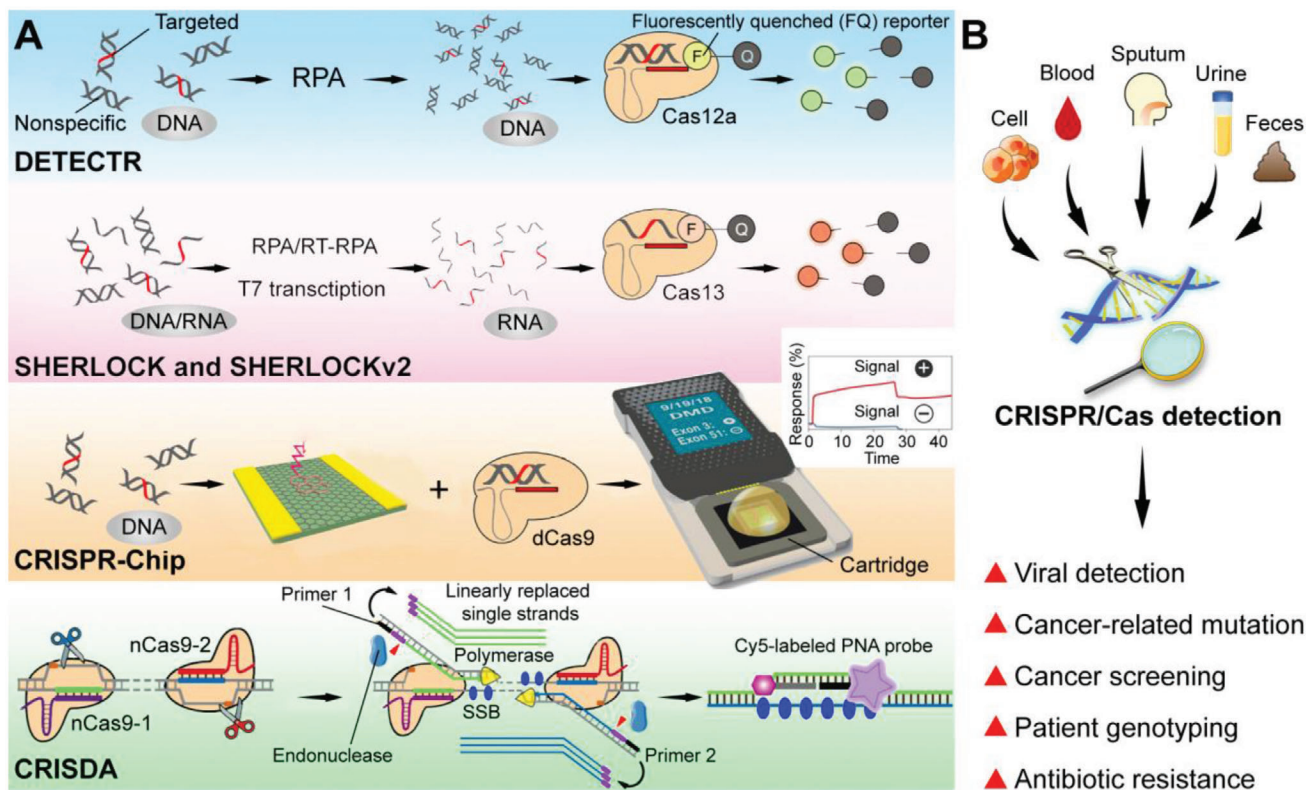 A
Targeted
Nonspecific
DNA
RPA
DNA
Fluorescently quenched (FQ) reporter
F
Q
Cas12a
DETECTR
DNA/RNA
RPA/RT-RPA
T7 transctiption
RNA
F
Q
Cas13
SHERLOCK and SHERLOCKv2
DNA
+
dCas9
9/19/18
DMD
Exon 3: +
Exon 51: −
Cartridge
Response (%)
Signal +
Signal −
0 10 20 30 40
Time
CRISPR-Chip
nCas9-2
nCas9-1
Primer 1
Linearly replaced
single strands
Polymerase
SSB
Endonuclease
Primer 2
Cy5-labeled PNA probe
CRISDA
B
Cell
Blood
Sputum
Urine
Feces
CRISPR/Cas detection
Viral detection
Cancer-related mutation
Cancer screening
Patient genotyping
Antibiotic resistance